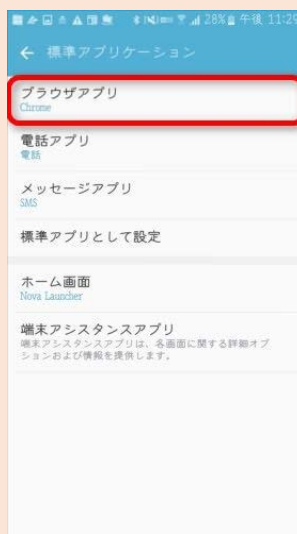 28% 午後 11:29
← 標準アプリケーション
ブラウザアプリ
Chrome
電話アプリ
電話
メッセージアプリ
SMS
標準アプリとして設定
ホーム画面
Nova Launcher
端末アシスタンスアプリ
端末アシスタンスアプリは、各画面に関する詳細オプ
ションおよび情報を提供します。